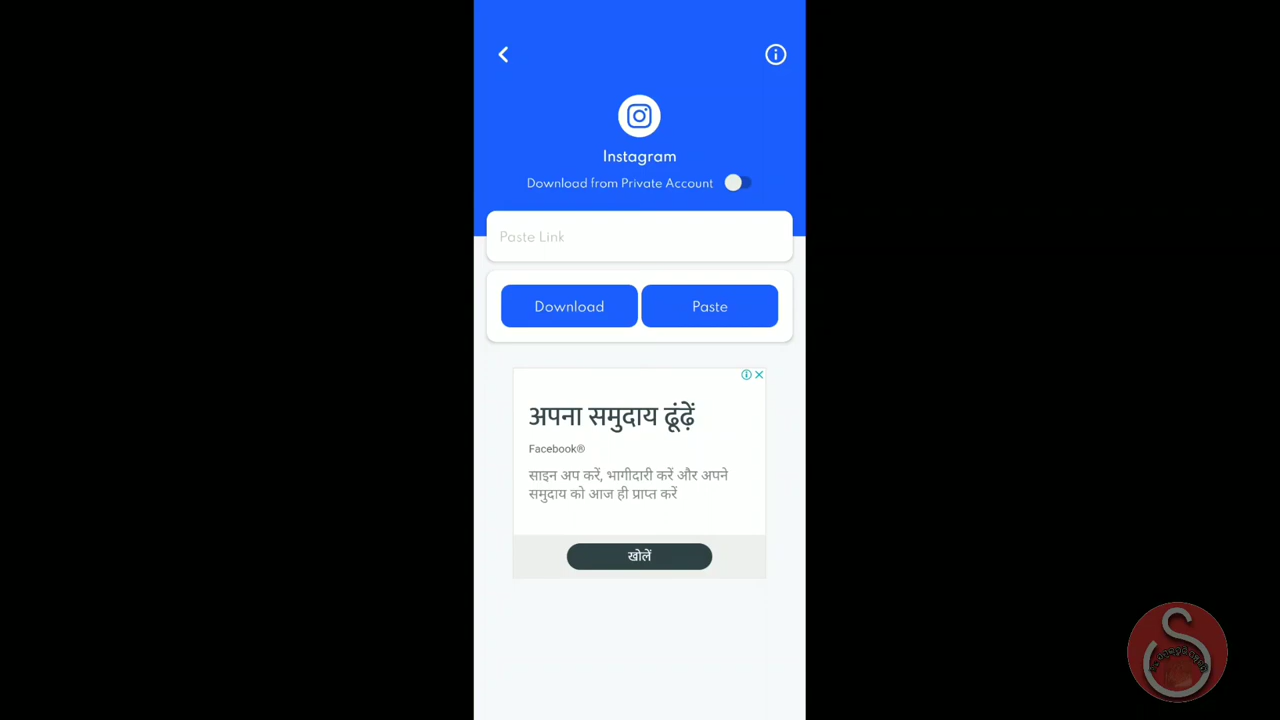 Instagram
Download from Private Account
Paste Link
Download
Paste
अपना समुदाय ढूंढ़ें
Facebook®
साइन अप करें, भागीदारी करें और अपने
समुदाय को आज ही प्राप्त करें
खोलें